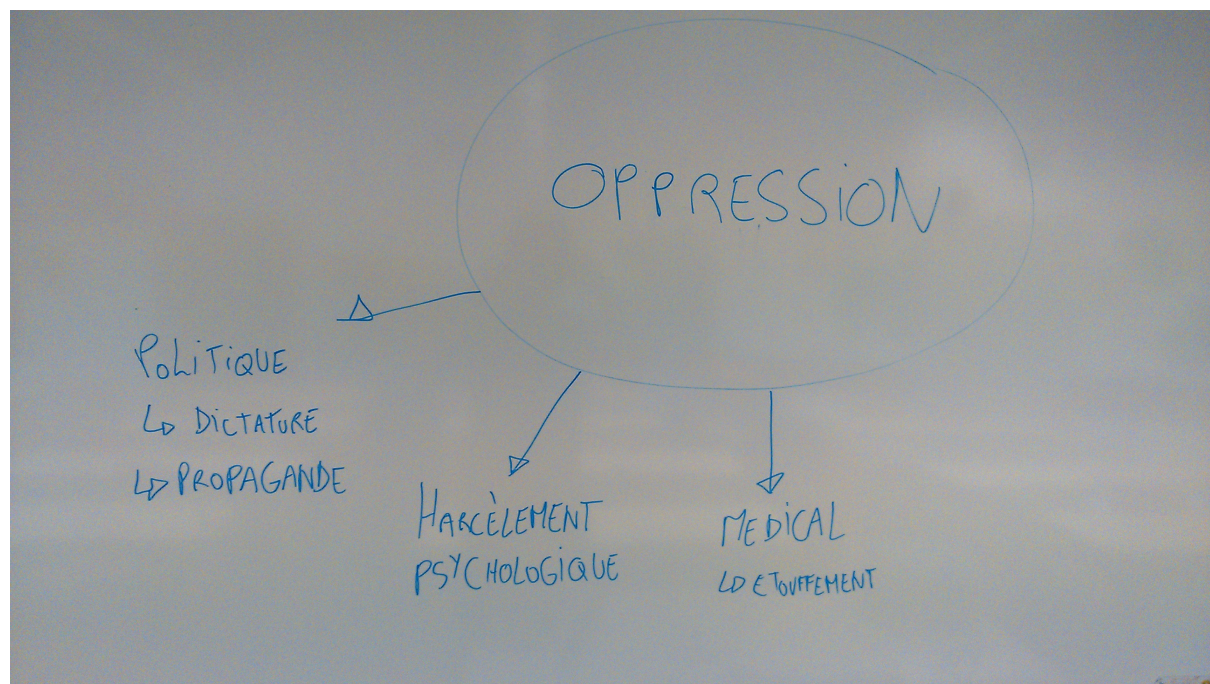 OPPRESSION
POLITIQUE
DICTATURE
PROPAGANDE
HARCÈLEMENT
PSYCHOLOGIQUE
MEDICAL
ETOUFFEMENT